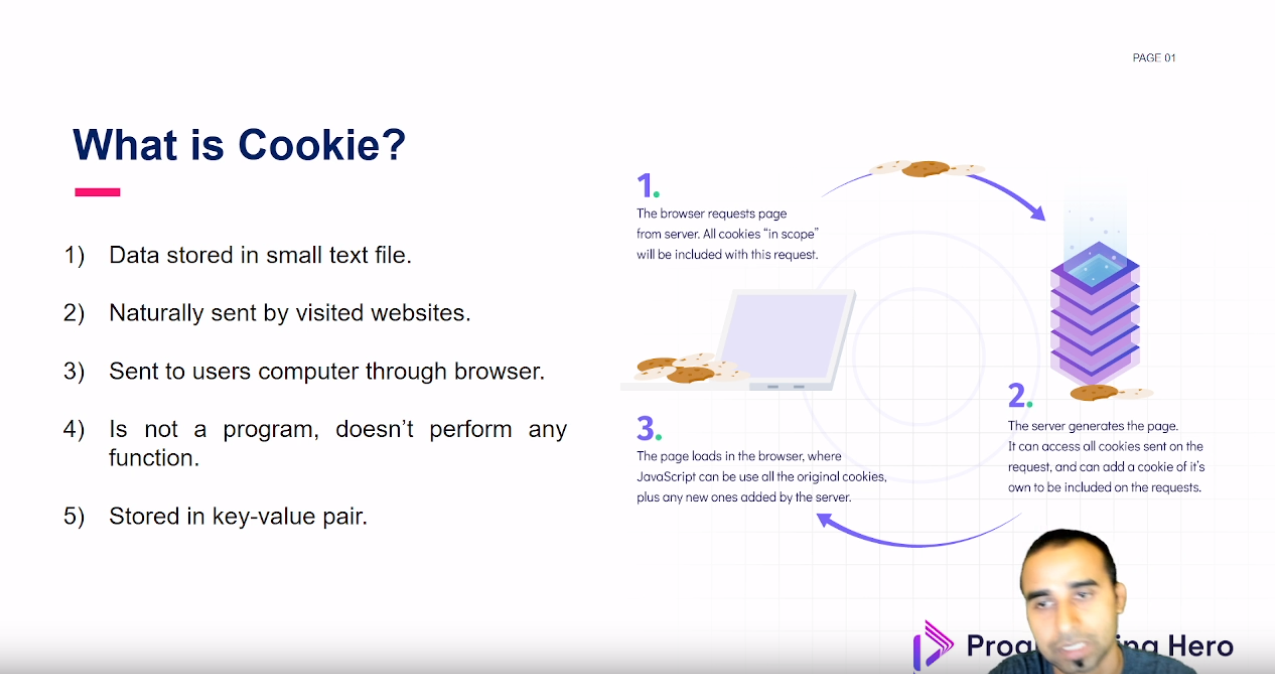 PAGE 01
What is Cookie?
1) Data stored in small text file.
2) Naturally sent by visited websites.
3) Sent to users computer through browser.
4) Is not a program, doesn’t perform any
function.
5) Stored in key-value pair.
1.
The browser requests page
from server. All cookies “in scope”
will be included with this request.
2.
The server generates the page.
It can access all cookies sent on the
request, and can add a cookie of it’s
own to be included on the requests.
3.
The page loads in the browser, where
JavaScript can be use all the original cookies,
plus any new ones added by the server.
Hero